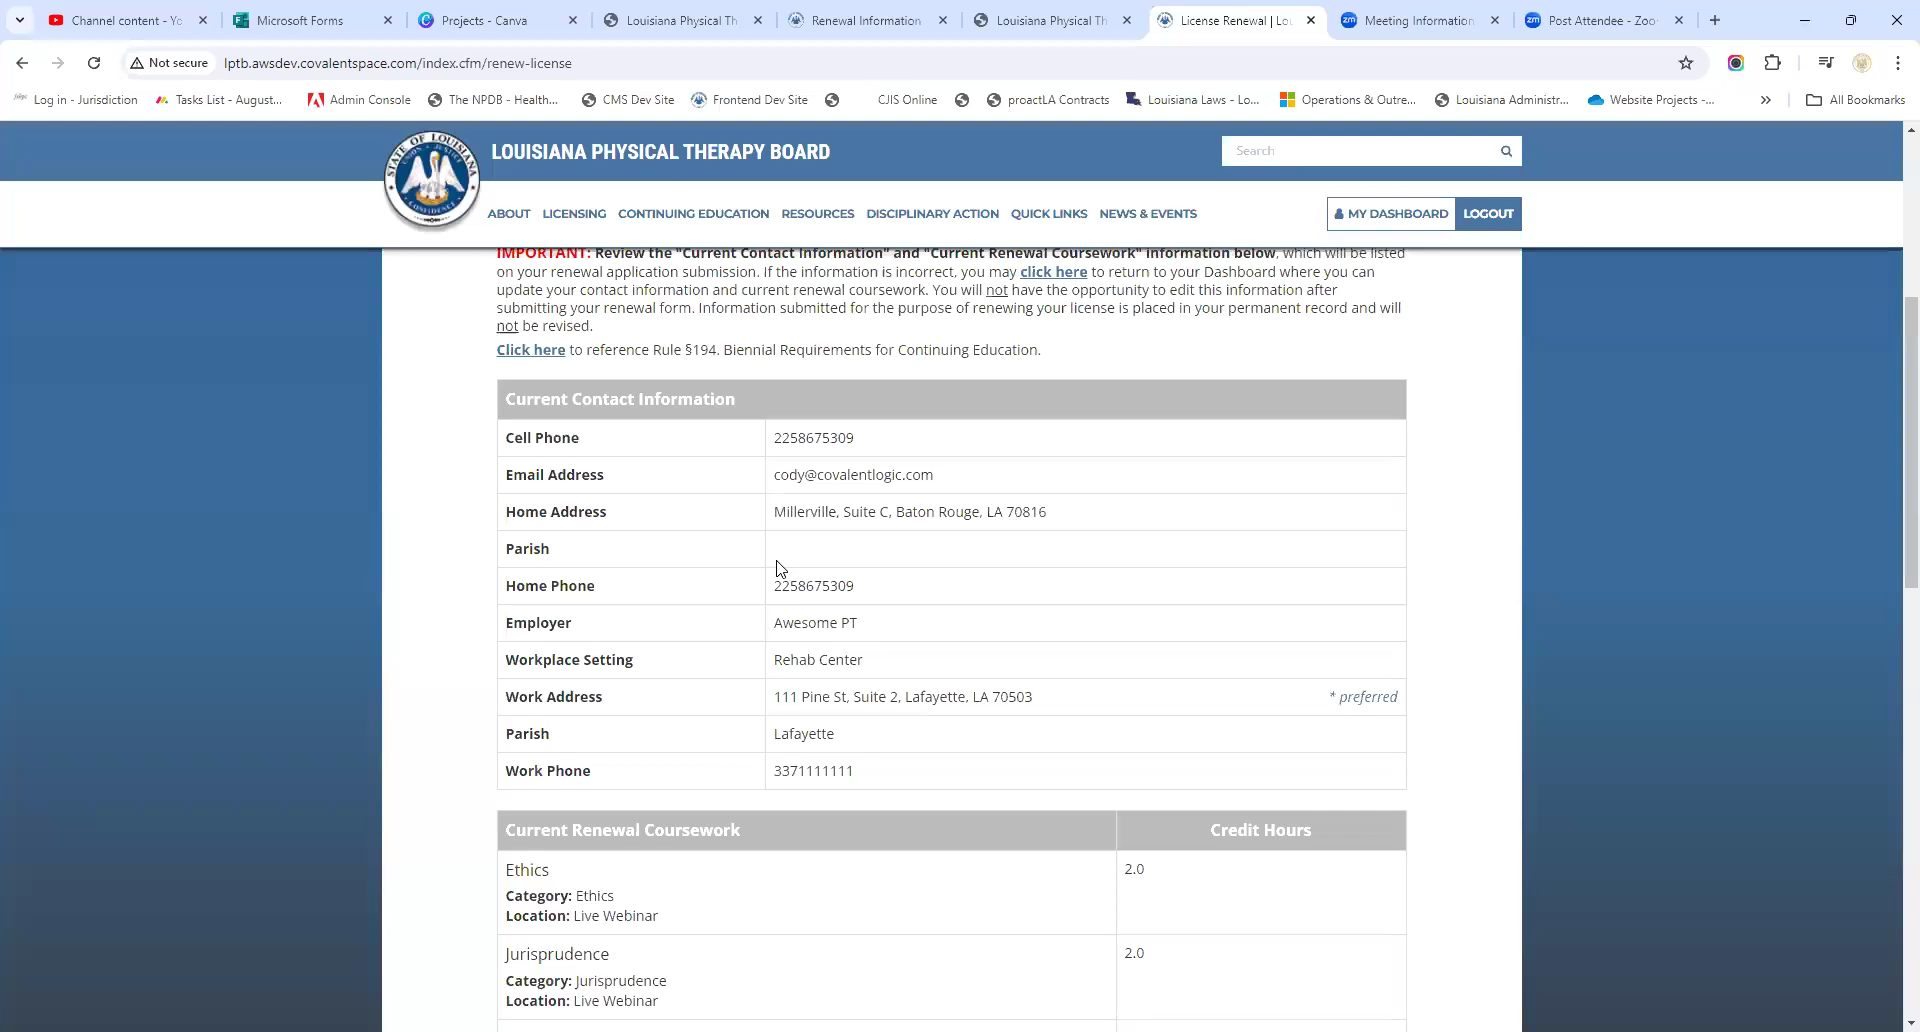 Channel content - Yo
Microsoft Forms
Projects - Canva
Louisiana Physical Th
Renewal Information
Louisiana Physical Th
License Renewal | Lo
Meeting Information
Post Attendee - Zoo
Not secure
lptb.awsdev.covalentspace.com/index.cfm/renew-license
Log in - Jurisdiction
Tasks List - August...
Admin Console
The NPDB - Health...
CMS Dev Site
Frontend Dev Site
CJIS Online
proactLA Contracts
Louisiana Laws - Lo...
Operations & Outre...
Louisiana Administr...
Website Projects -...
All Bookmarks
STATE OF LOUISIANA
UNION JUSTICE
CONFIDENCE
LOUISIANA PHYSICAL THERAPY BOARD
Search
ABOUT LICENSING CONTINUING EDUCATION RESOURCES DISCIPLINARY ACTION QUICK LINKS NEWS & EVENTS
MY DASHBOARD LOGOUT
IMPORTANT: Review the "Current Contact Information" and "Current Renewal Coursework" information below, which will be listed
on your renewal application submission. If the information is incorrect, you may click here to return to your Dashboard where you can
update your contact information and current renewal coursework. You will not have the opportunity to edit this information after
submitting your renewal form. Information submitted for the purpose of renewing your license is placed in your permanent record and will
not be revised.
Click here to reference Rule §194. Biennial Requirements for Continuing Education.
Current Contact Information
Cell Phone 2258675309
Email Address cody@covalentlogic.com
Home Address Millerville, Suite C, Baton Rouge, LA 70816
Parish
Home Phone 2258675309
Employer Awesome PT
Workplace Setting Rehab Center
Work Address 111 Pine St, Suite 2, Lafayette, LA 70503 * preferred
Parish Lafayette
Work Phone 3371111111
Current Renewal Coursework Credit Hours
Ethics 2.0
Category: Ethics
Location: Live Webinar
Jurisprudence 2.0
Category: Jurisprudence
Location: Live Webinar